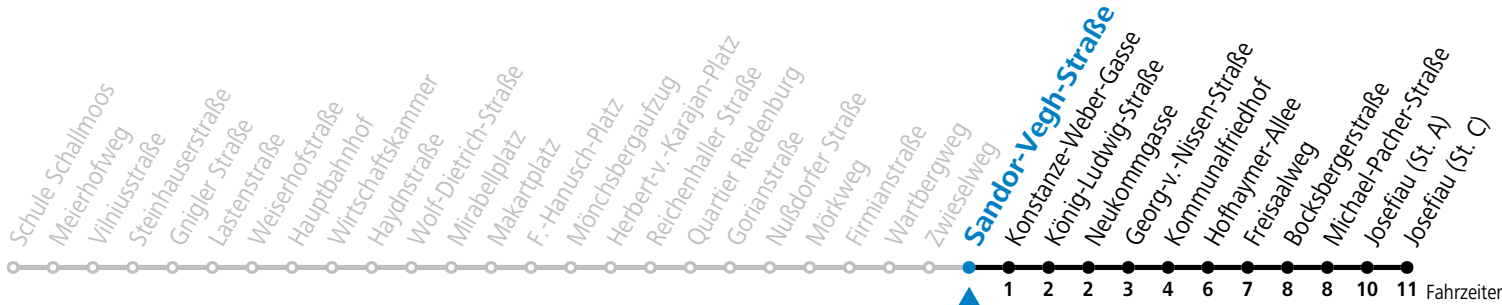 Schule Schallmoos
Meierhofweg
Vilniusstraße
Steinhauserstraße
Gnigler Straße
Lastenstraße
Weiserhofstraße
Hauptbahnhof
Wirtschaftskammer
Haydnstraße
Wolf-Dietrich-Straße
Mirabellplatz
Makartplatz
F.-Hanusch-Platz
Mönchsbergaufzug
Herbert-v.-Karajan-Platz
Reichenhaller Straße
Quartier Riedenburg
Gorianstraße
Nußdorfer Straße
Mörkweg
Firmianstraße
Wartbergweg
Zwieselweg
Sandor-Vegh-Straße
Konstanze-Weber-Gasse
König-Ludwig-Straße
Neukommgasse
Georg-v.-Nissen-Straße
Kommunalfriedhof
Hofhaymer-Allee
Freisaalweg
Bocksbergerstraße
Michael-Pacher-Straße
Josefiau (St. A)
Josefiau (St. C)
1 2 2 3 4 6 7 8 8 10 11 Fahrzeiter